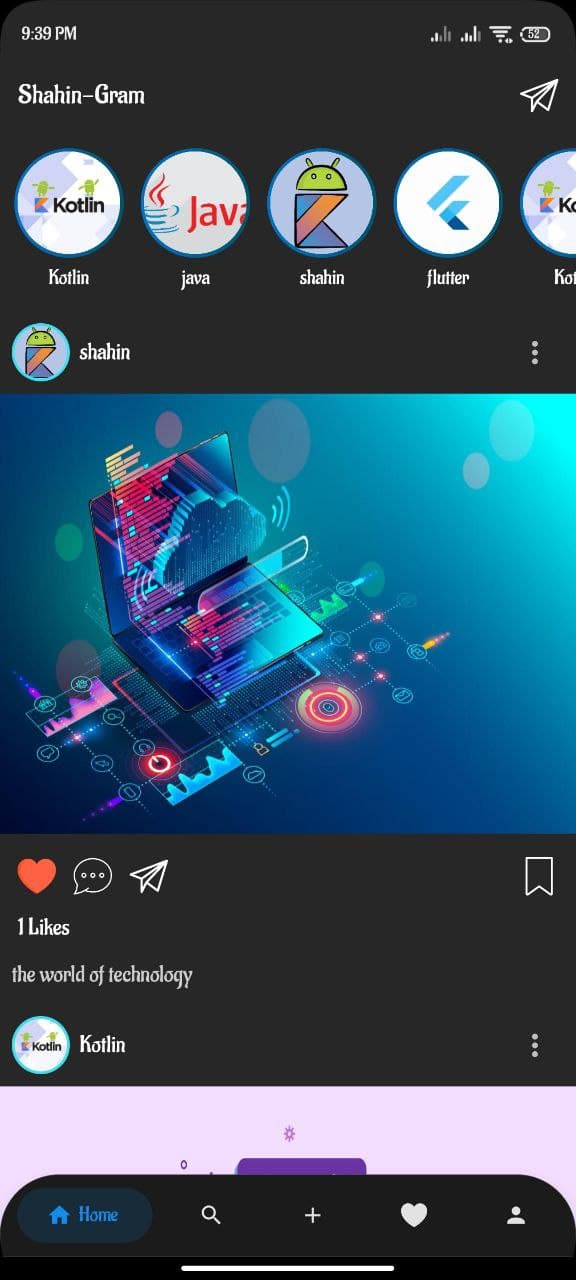 9:39 PM
52
Shahin-Gram
Kotlin
Java
Kotlin
java
shahin
flutter
shahin
1 Likes
the world of technology
Kotlin
Kotlin
Home